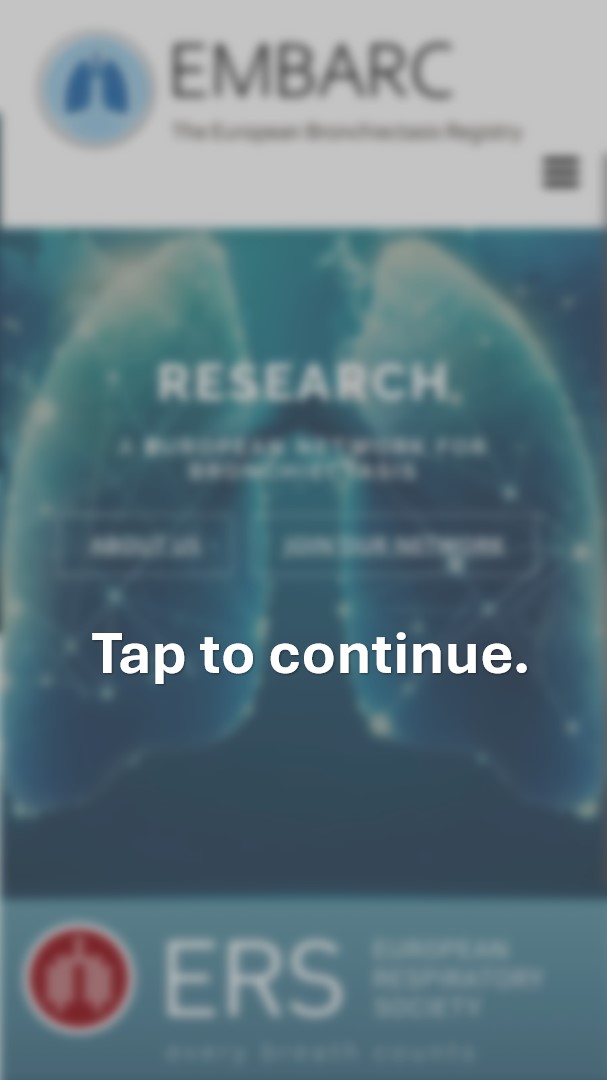 EMBARC
The European Bronchiectasis Registry
RESEARCH.
A EUROPEAN NETWORK FOR
BRONCHIECTASIS
ABOUT US
JOIN OUR NETWORK
Tap to continue.
ERS
EUROPEAN
RESPIRATORY
SOCIETY
every breath counts